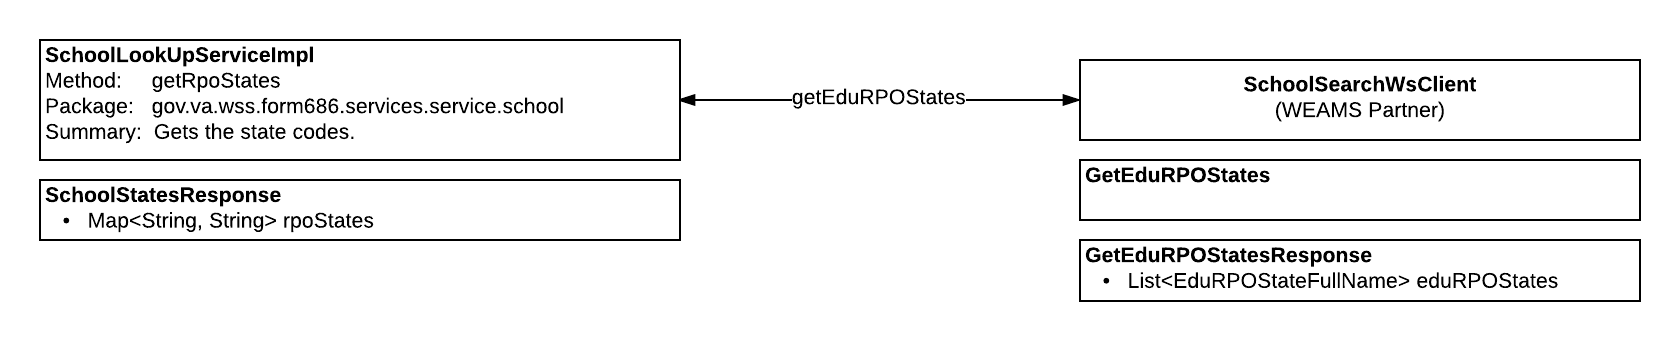 SchoolLookUpServiceImpl
Method: getRpoStates
Package: gov.va.wss.form686.services.service.school
Summary: Gets the state codes.
SchoolStatesResponse
• Map<String, String> rpoStates
getEduRPOStates
SchoolSearchWsClient
(WEAMS Partner)
GetEduRPOStates
GetEduRPOStatesResponse
• List<EduRPOStateFullName> eduRPOStates